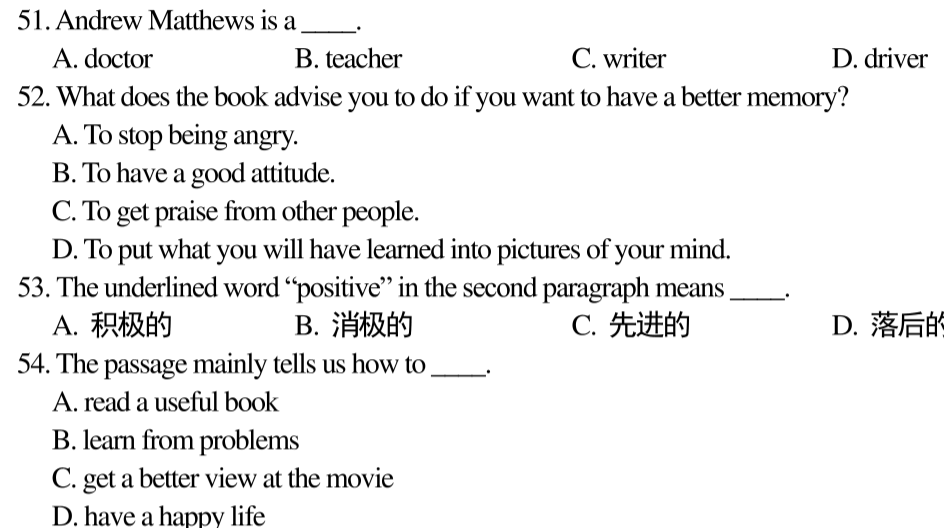 51. Andrew Matthews is a ____.
A. doctor B. teacher C. writer D. driver
52. What does the book advise you to do if you want to have a better memory?
A. To stop being angry.
B. To have a good attitude.
C. To get praise from other people.
D. To put what you will have learned into pictures of your mind.
53. The underlined word “positive” in the second paragraph means ____.
A. 积极的 B. 消极的 C. 先进的 D. 落后的
54. The passage mainly tells us how to ____.
A. read a useful book
B. learn from problems
C. get a better view at the movie
D. have a happy life